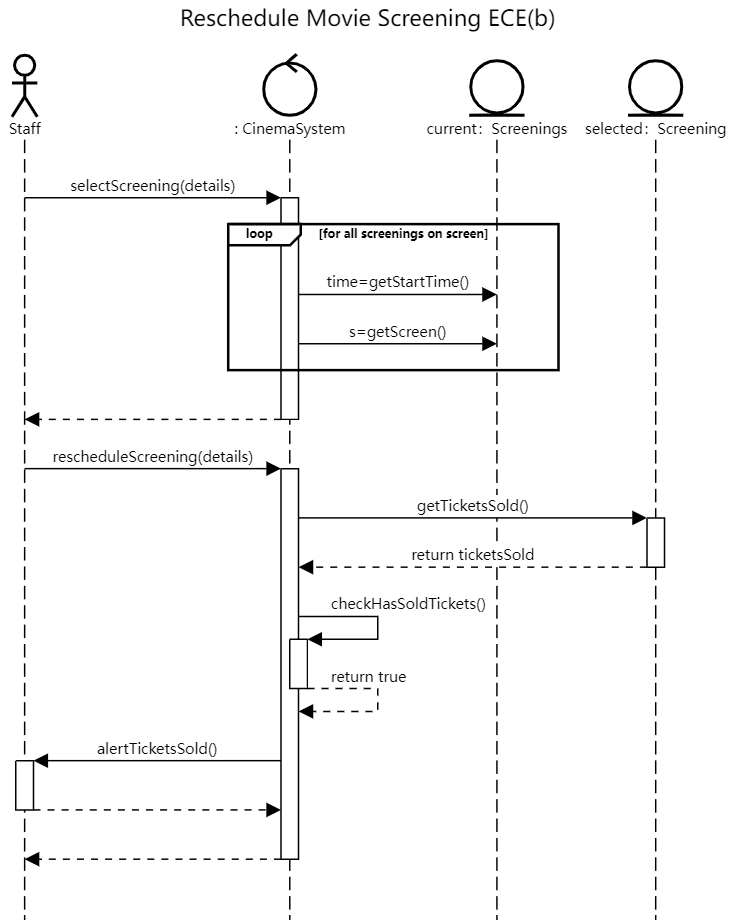 Reschedule Movie Screening ECE(b)
Staff
: CinemaSystem
current: Screenings
selected: Screening
selectScreening(details)
loop
[for all screenings on screen]
time=getStartTime()
s=getScreen()
rescheduleScreening(details)
getTicketsSold()
return ticketsSold
checkHasSoldTickets()
return true
alertTicketsSold()